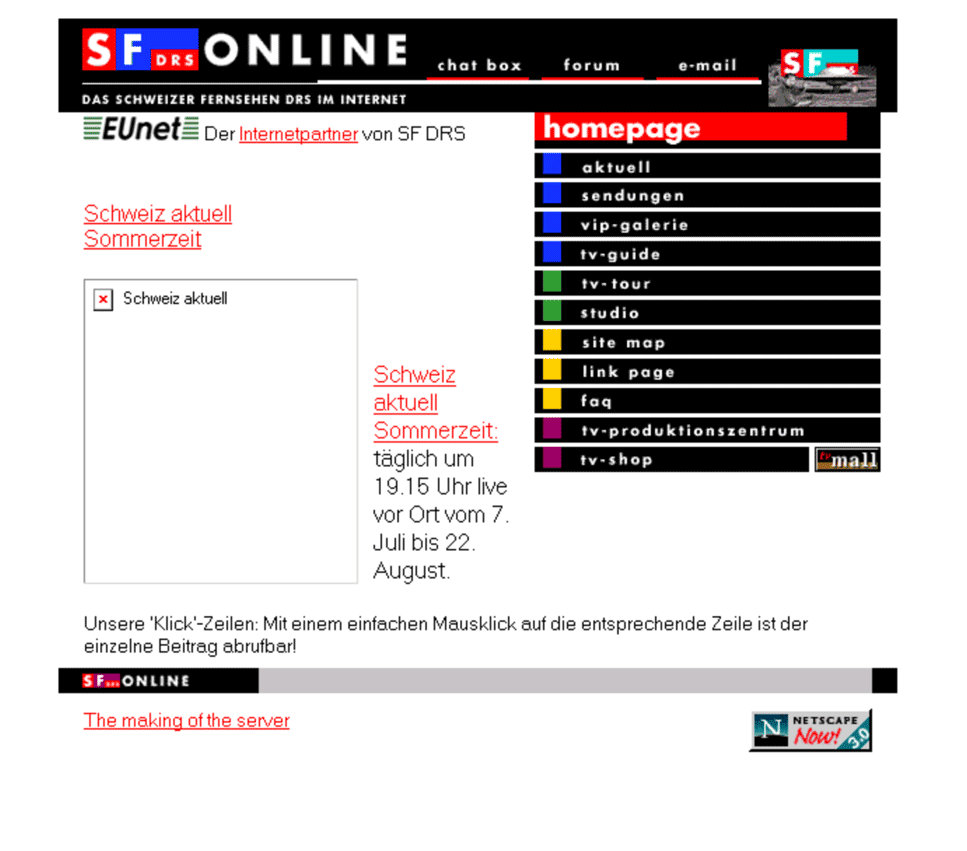 SF DRS ONLINE
chat box forum e-mail
SF
DAS SCHWEIZER FERNSEHEN DRS IM INTERNET
EUnet Der Internetpartner von SF DRS
homepage
aktuell
sendungen
vip-galerie
tv-guide
tv-tour
studio
site map
link page
faq
tv-produktionszentrum
tv-shop
tv mall
Schweiz aktuell
Sommerzeit
Schweiz aktuell
Schweiz
aktuell
Sommerzeit:
täglich um
19.15 Uhr live
vor Ort vom 7.
Juli bis 22.
August.
Unsere 'Klick'-Zeilen: Mit einem einfachen Mausklick auf die entsprechende Zeile ist der
einzelne Beitrag abrufbar!
SF ONLINE
The making of the server
N NETSCAPE
Now! 3.0